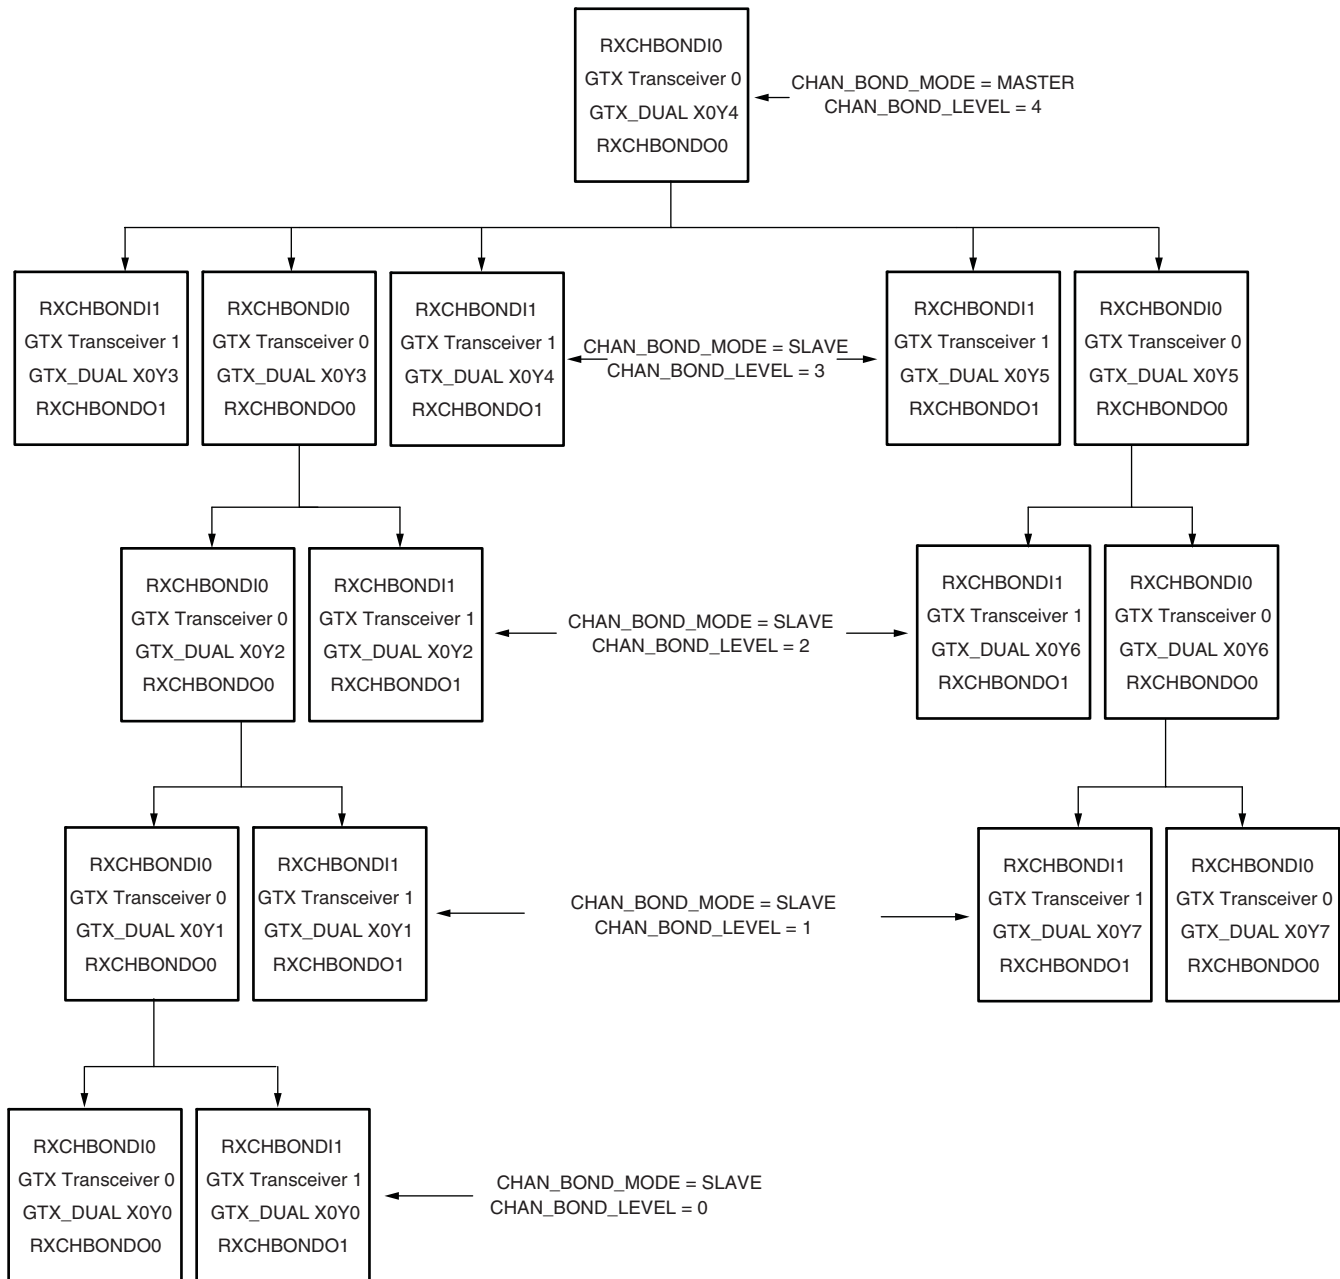 RXCHBONDI0
GTX Transceiver 0
GTX_DUAL X0Y4
RXCHBONDO0
CHAN_BOND_MODE = MASTER
CHAN_BOND_LEVEL = 4
RXCHBONDI1
GTX Transceiver 1
GTX_DUAL X0Y3
RXCHBONDO1
RXCHBONDI0
GTX Transceiver 0
GTX_DUAL X0Y3
RXCHBONDO0
RXCHBONDI1
GTX Transceiver 1
GTX_DUAL X0Y4
RXCHBONDO1
CHAN_BOND_MODE = SLAVE
CHAN_BOND_LEVEL = 3
RXCHBONDI1
GTX Transceiver 1
GTX_DUAL X0Y5
RXCHBONDO1
RXCHBONDI0
GTX Transceiver 0
GTX_DUAL X0Y5
RXCHBONDO0
RXCHBONDI0
GTX Transceiver 0
GTX_DUAL X0Y2
RXCHBONDO0
RXCHBONDI1
GTX Transceiver 1
GTX_DUAL X0Y2
RXCHBONDO1
CHAN_BOND_MODE = SLAVE
CHAN_BOND_LEVEL = 2
RXCHBONDI1
GTX Transceiver 1
GTX_DUAL X0Y6
RXCHBONDO1
RXCHBONDI0
GTX Transceiver 0
GTX_DUAL X0Y6
RXCHBONDO0
RXCHBONDI0
GTX Transceiver 0
GTX_DUAL X0Y1
RXCHBONDO0
RXCHBONDI1
GTX Transceiver 1
GTX_DUAL X0Y1
RXCHBONDO1
CHAN_BOND_MODE = SLAVE
CHAN_BOND_LEVEL = 1
RXCHBONDI1
GTX Transceiver 1
GTX_DUAL X0Y7
RXCHBONDO1
RXCHBONDI0
GTX Transceiver 0
GTX_DUAL X0Y7
RXCHBONDO0
RXCHBONDI0
GTX Transceiver 0
GTX_DUAL X0Y0
RXCHBONDO0
RXCHBONDI1
GTX Transceiver 1
GTX_DUAL X0Y0
RXCHBONDO1
CHAN_BOND_MODE = SLAVE
CHAN_BOND_LEVEL = 0